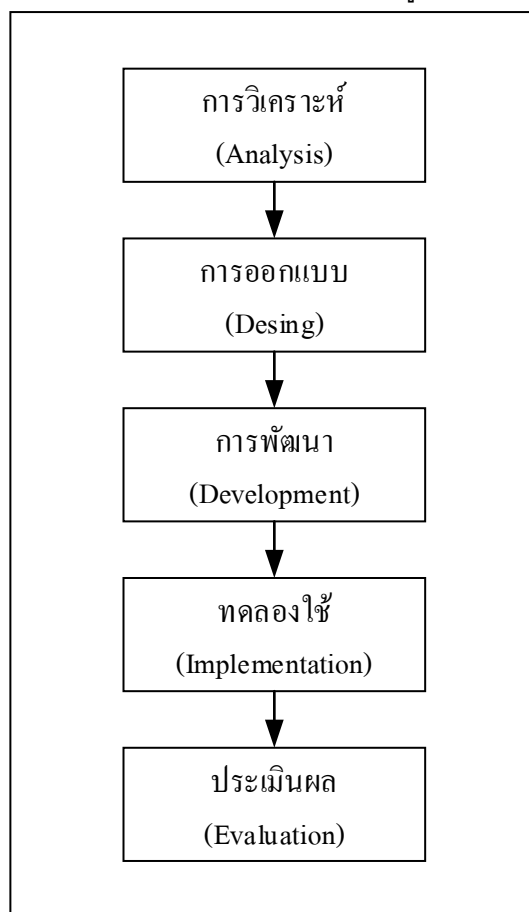 การวิเคราะห์
(Analysis)
การออกแบบ
(Desing)
การพัฒนา
(Development)
ทดลองใช้
(Implementation)
ประเมินผล
(Evaluation)